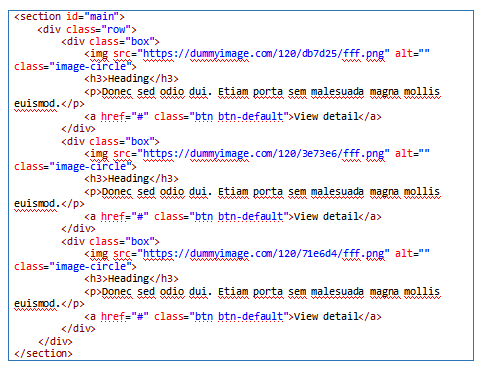 <section id="main">
    <div class="row">
        <div class="box">
            <img src="https://dummyimage.com/120/db7d25/fff.png" alt=""
class="image-circle">
            <h3>Heading</h3>
            <p>Donec sed odio dui. Etiam porta sem malesuada magna mollis
euismod.</p>
            <a href="#" class="btn btn-default">View detail</a>
        </div>
        <div class="box">
            <img src="https://dummyimage.com/120/3e73e6/fff.png" alt=""
class="image-circle">
            <h3>Heading</h3>
            <p>Donec sed odio dui. Etiam porta sem malesuada magna mollis
euismod.</p>
            <a href="#" class="btn btn-default">View detail</a>
        </div>
        <div class="box">
            <img src="https://dummyimage.com/120/71e6d4/fff.png" alt=""
class="image-circle">
            <h3>Heading</h3>
            <p>Donec sed odio dui. Etiam porta sem malesuada magna mollis
euismod.</p>
            <a href="#" class="btn btn-default">View detail</a>
        </div>
    </div>
</section>